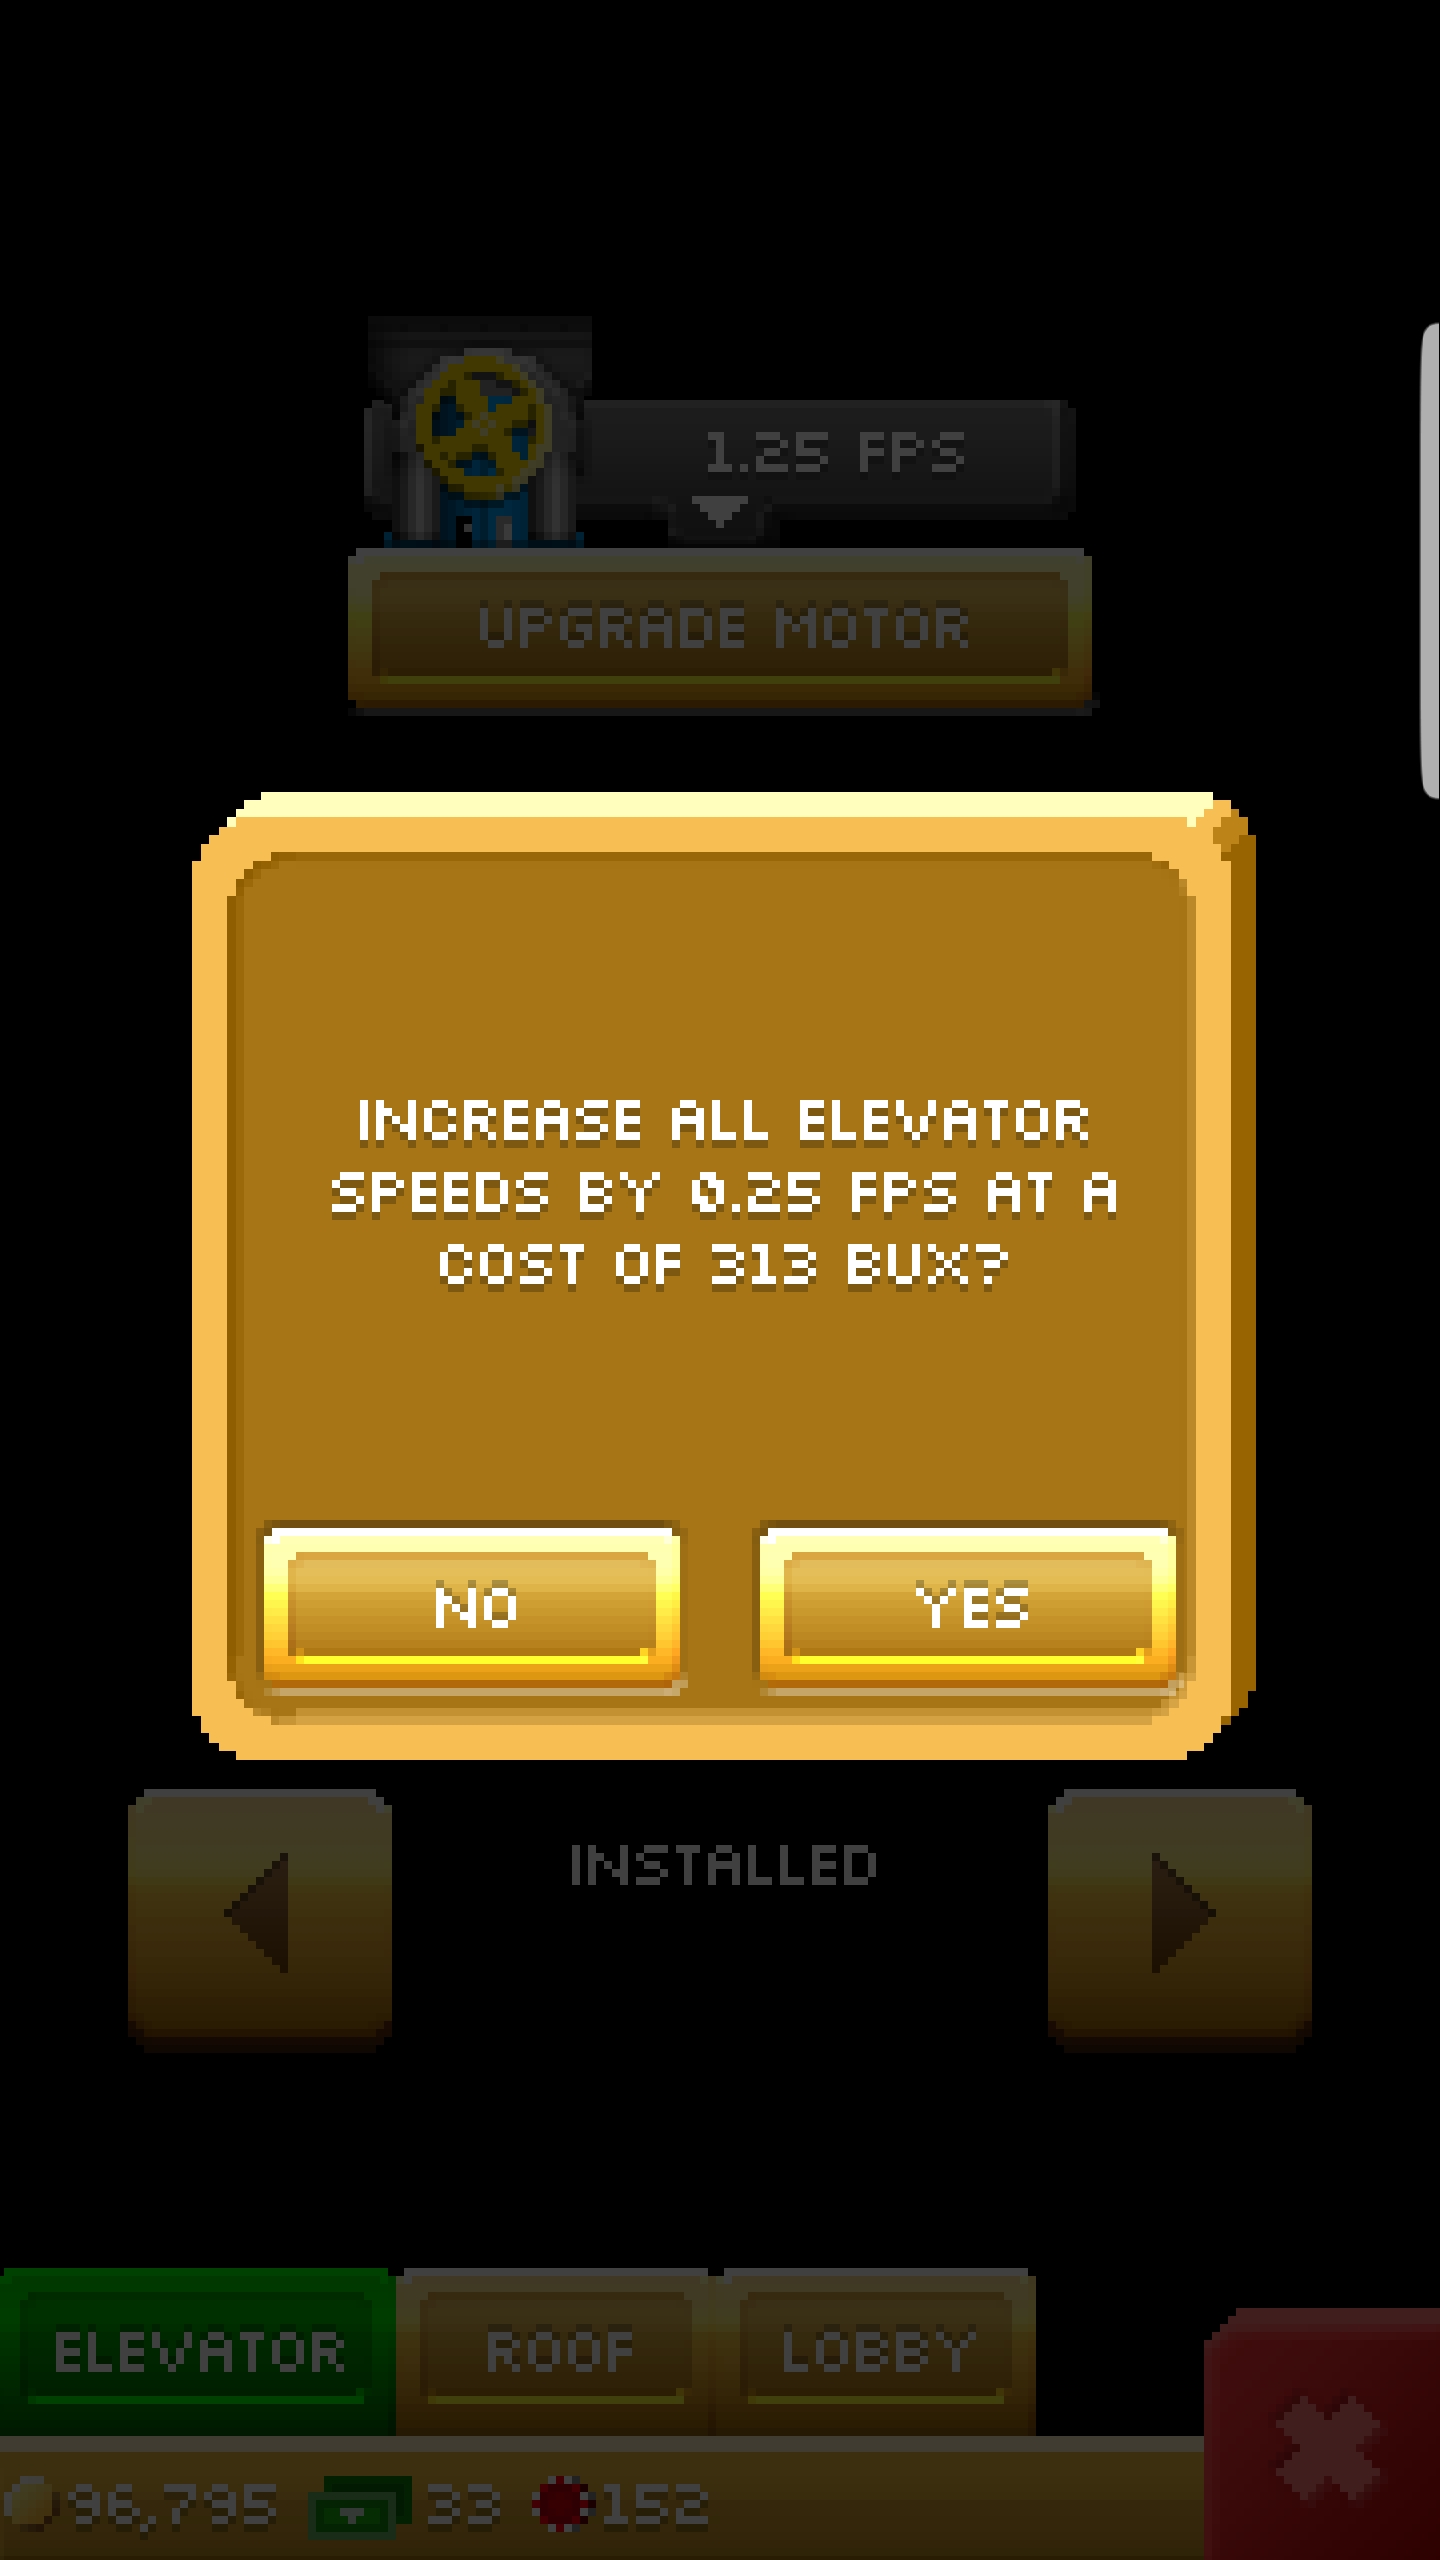 1.25 FPS
UPGRADE MOTOR
INCREASE ALL ELEVATOR
SPEEDS BY 0.25 FPS AT A
COST OF 313 BUX?
NO YES
INSTALLED
ELEVATOR ROOF LOBBY
96,795 33 152